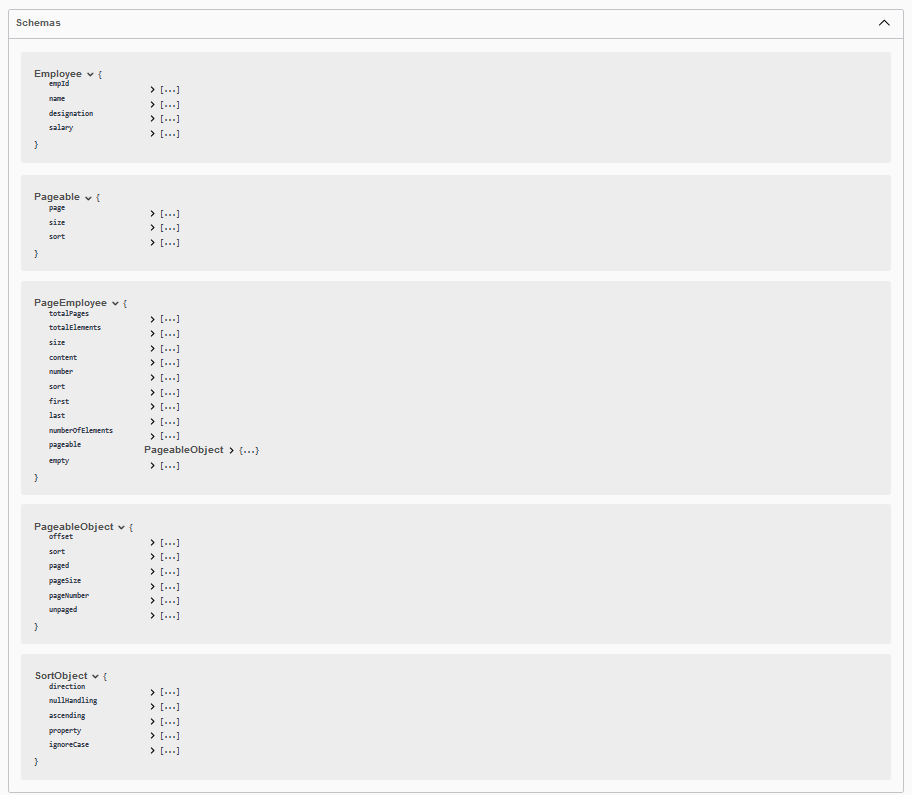 Schemas
Employee {
empId [...]
name [...]
designation [...]
salary [...]
}
Pageable {
page [...]
size [...]
sort [...]
}
PageEmployee {
totalPages [...]
totalElements [...]
size [...]
content [...]
number [...]
sort [...]
first [...]
last [...]
numberOfElements [...]
pageable PageableObject {...}
empty [...]
}
PageableObject {
offset [...]
sort [...]
paged [...]
pageSize [...]
pageNumber [...]
unpaged [...]
}
SortObject {
direction [...]
nullHandling [...]
ascending [...]
property [...]
ignoreCase [...]
}